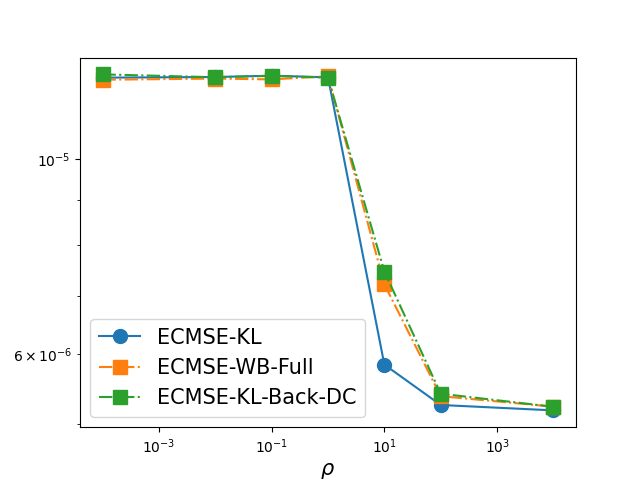 10⁻⁵
6 × 10⁻⁶
ECMSE-KL
ECMSE-WB-Full
ECMSE-KL-Back-DC
10⁻³ 10⁻¹ 10¹ 10³
ρ